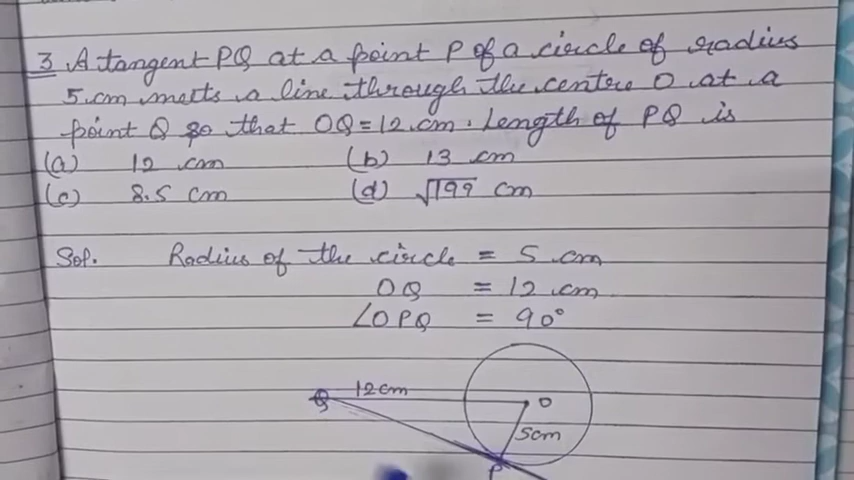 3 A tangent PQ at a point P of a circle of radius
5 cm meets a line through the centre O at a
point Q so that OQ = 12 cm. Length of PQ is
(a) 12 cm (b) 13 cm
(c) 8.5 cm (d) √199 cm
Sol. Radius of the circle = 5 cm
OQ = 12 cm
∠OPQ = 90°
Q 12cm O
5cm
P